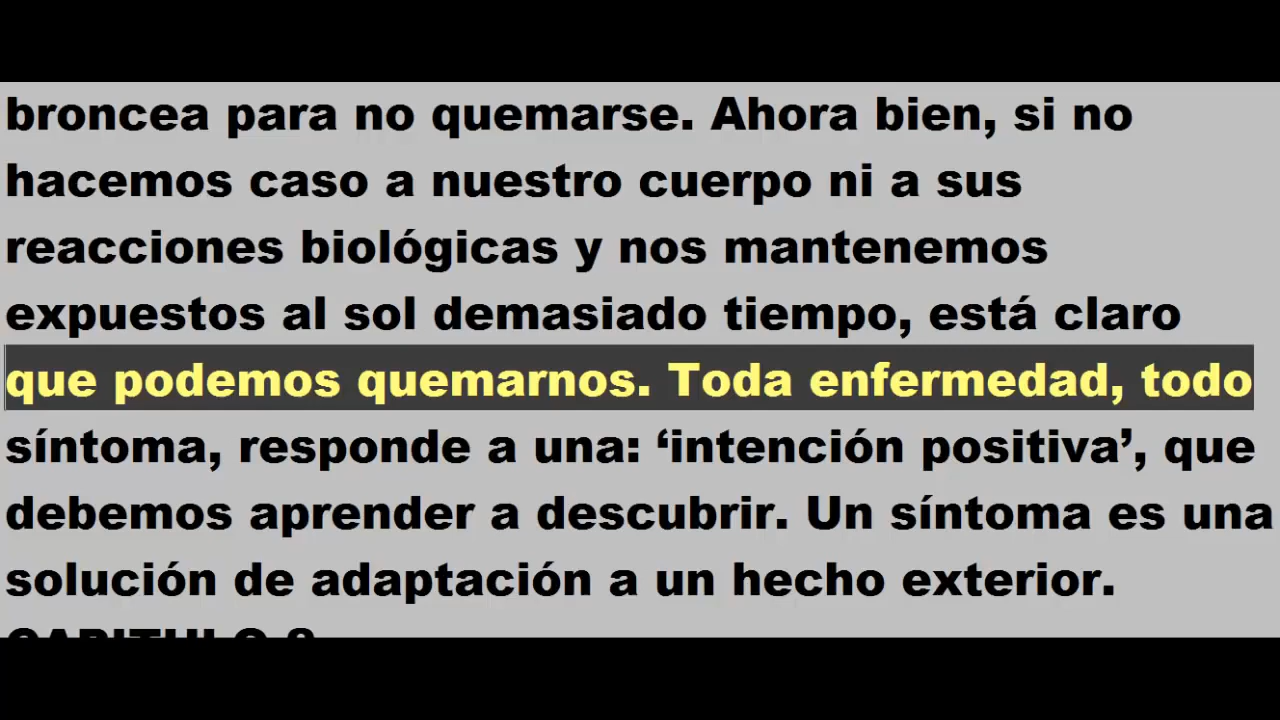 broncea para no quemarse. Ahora bien, si no
hacemos caso a nuestro cuerpo ni a sus
reacciones biológicas y nos mantenemos
expuestos al sol demasiado tiempo, está claro
que podemos quemarnos. Toda enfermedad, todo
síntoma, responde a una: ‘intención positiva’, que
debemos aprender a descubrir. Un síntoma es una
solución de adaptación a un hecho exterior.
CAPITULO